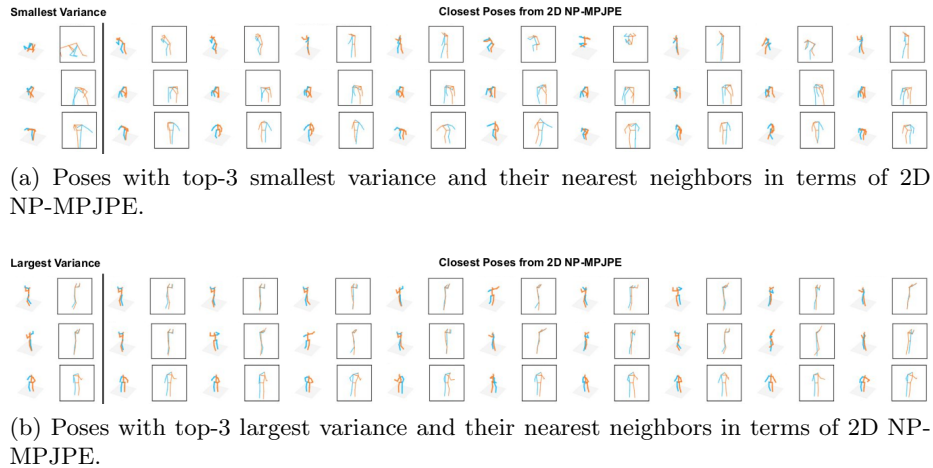 Smallest Variance
Closest Poses from 2D NP-MPJPE
(a) Poses with top-3 smallest variance and their nearest neighbors in terms of 2D
NP-MPJPE.
Largest Variance
Closest Poses from 2D NP-MPJPE
(b) Poses with top-3 largest variance and their nearest neighbors in terms of 2D NP-
MPJPE.